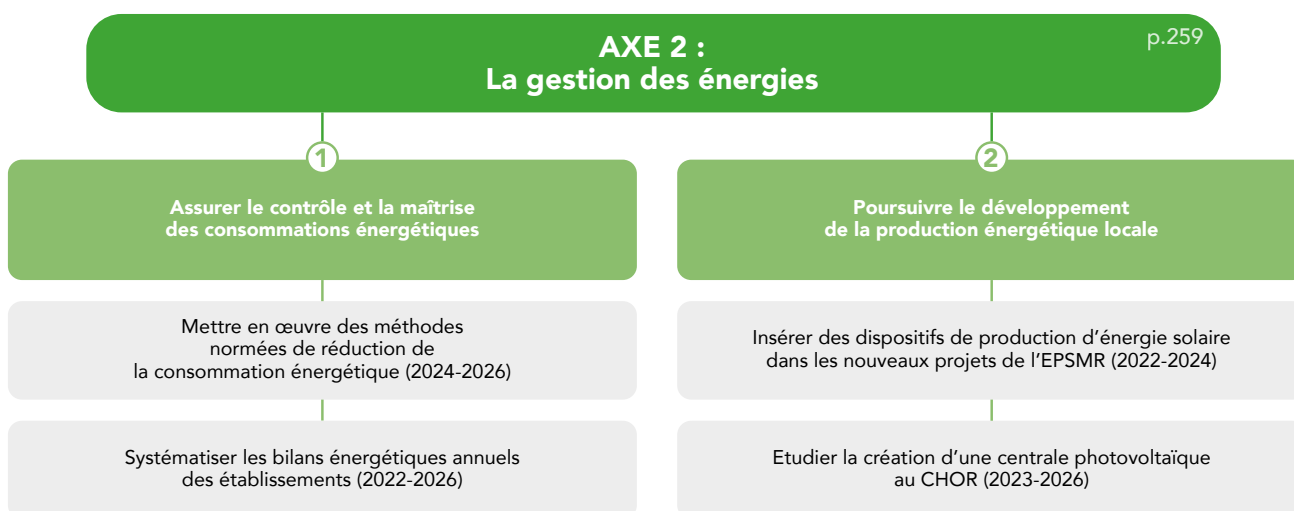 AXE 2 :
La gestion des énergies
p.259
1
Assurer le contrôle et la maîtrise
des consommations énergétiques
Mettre en œuvre des méthodes
normées de réduction de
la consommation énergétique (2024-2026)
Systématiser les bilans énergétiques annuels
des établissements (2022-2026)
2
Poursuivre le développement
de la production énergétique locale
Insérer des dispositifs de production d’énergie solaire
dans les nouveaux projets de l’EPSMR (2022-2024)
Etudier la création d’une centrale photovoltaïque
au CHOR (2023-2026)